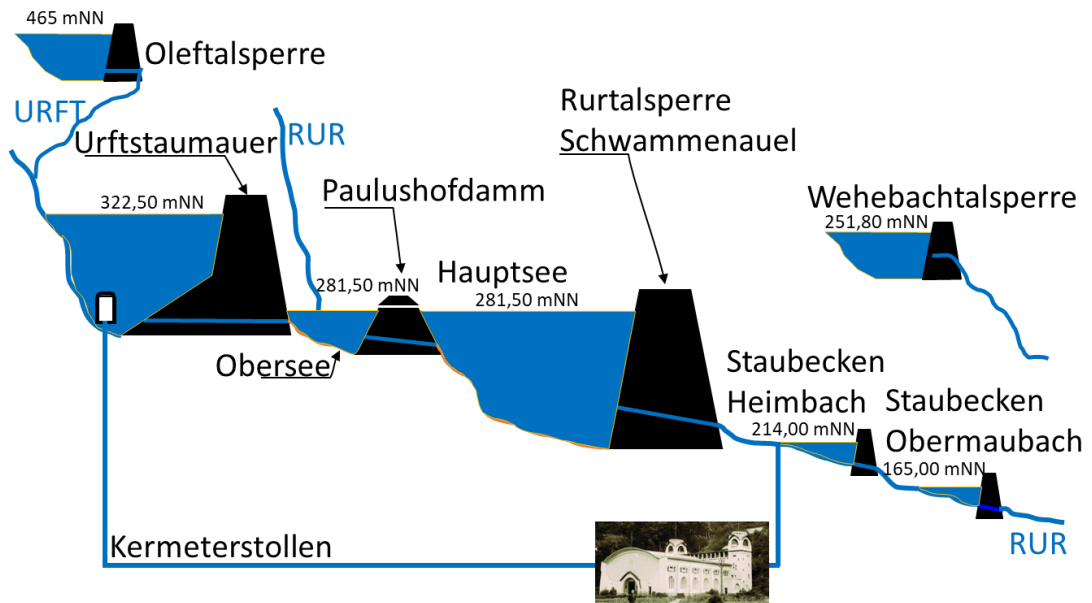 465 mNN
Oleftalsperre
URFT
Urftstaumauer
RUR
Rurtalsperre
Schwammenauel
Paulushofdamm
Wehebachtalsperre
322,50 mNN
251,80 mNN
Hauptsee
281,50 mNN
281,50 mNN
Obersee
Staubecken
Heimbach
214,00 mNN
Staubecken
Obermaubach
165,00 mNN
Kermeterstollen
RUR